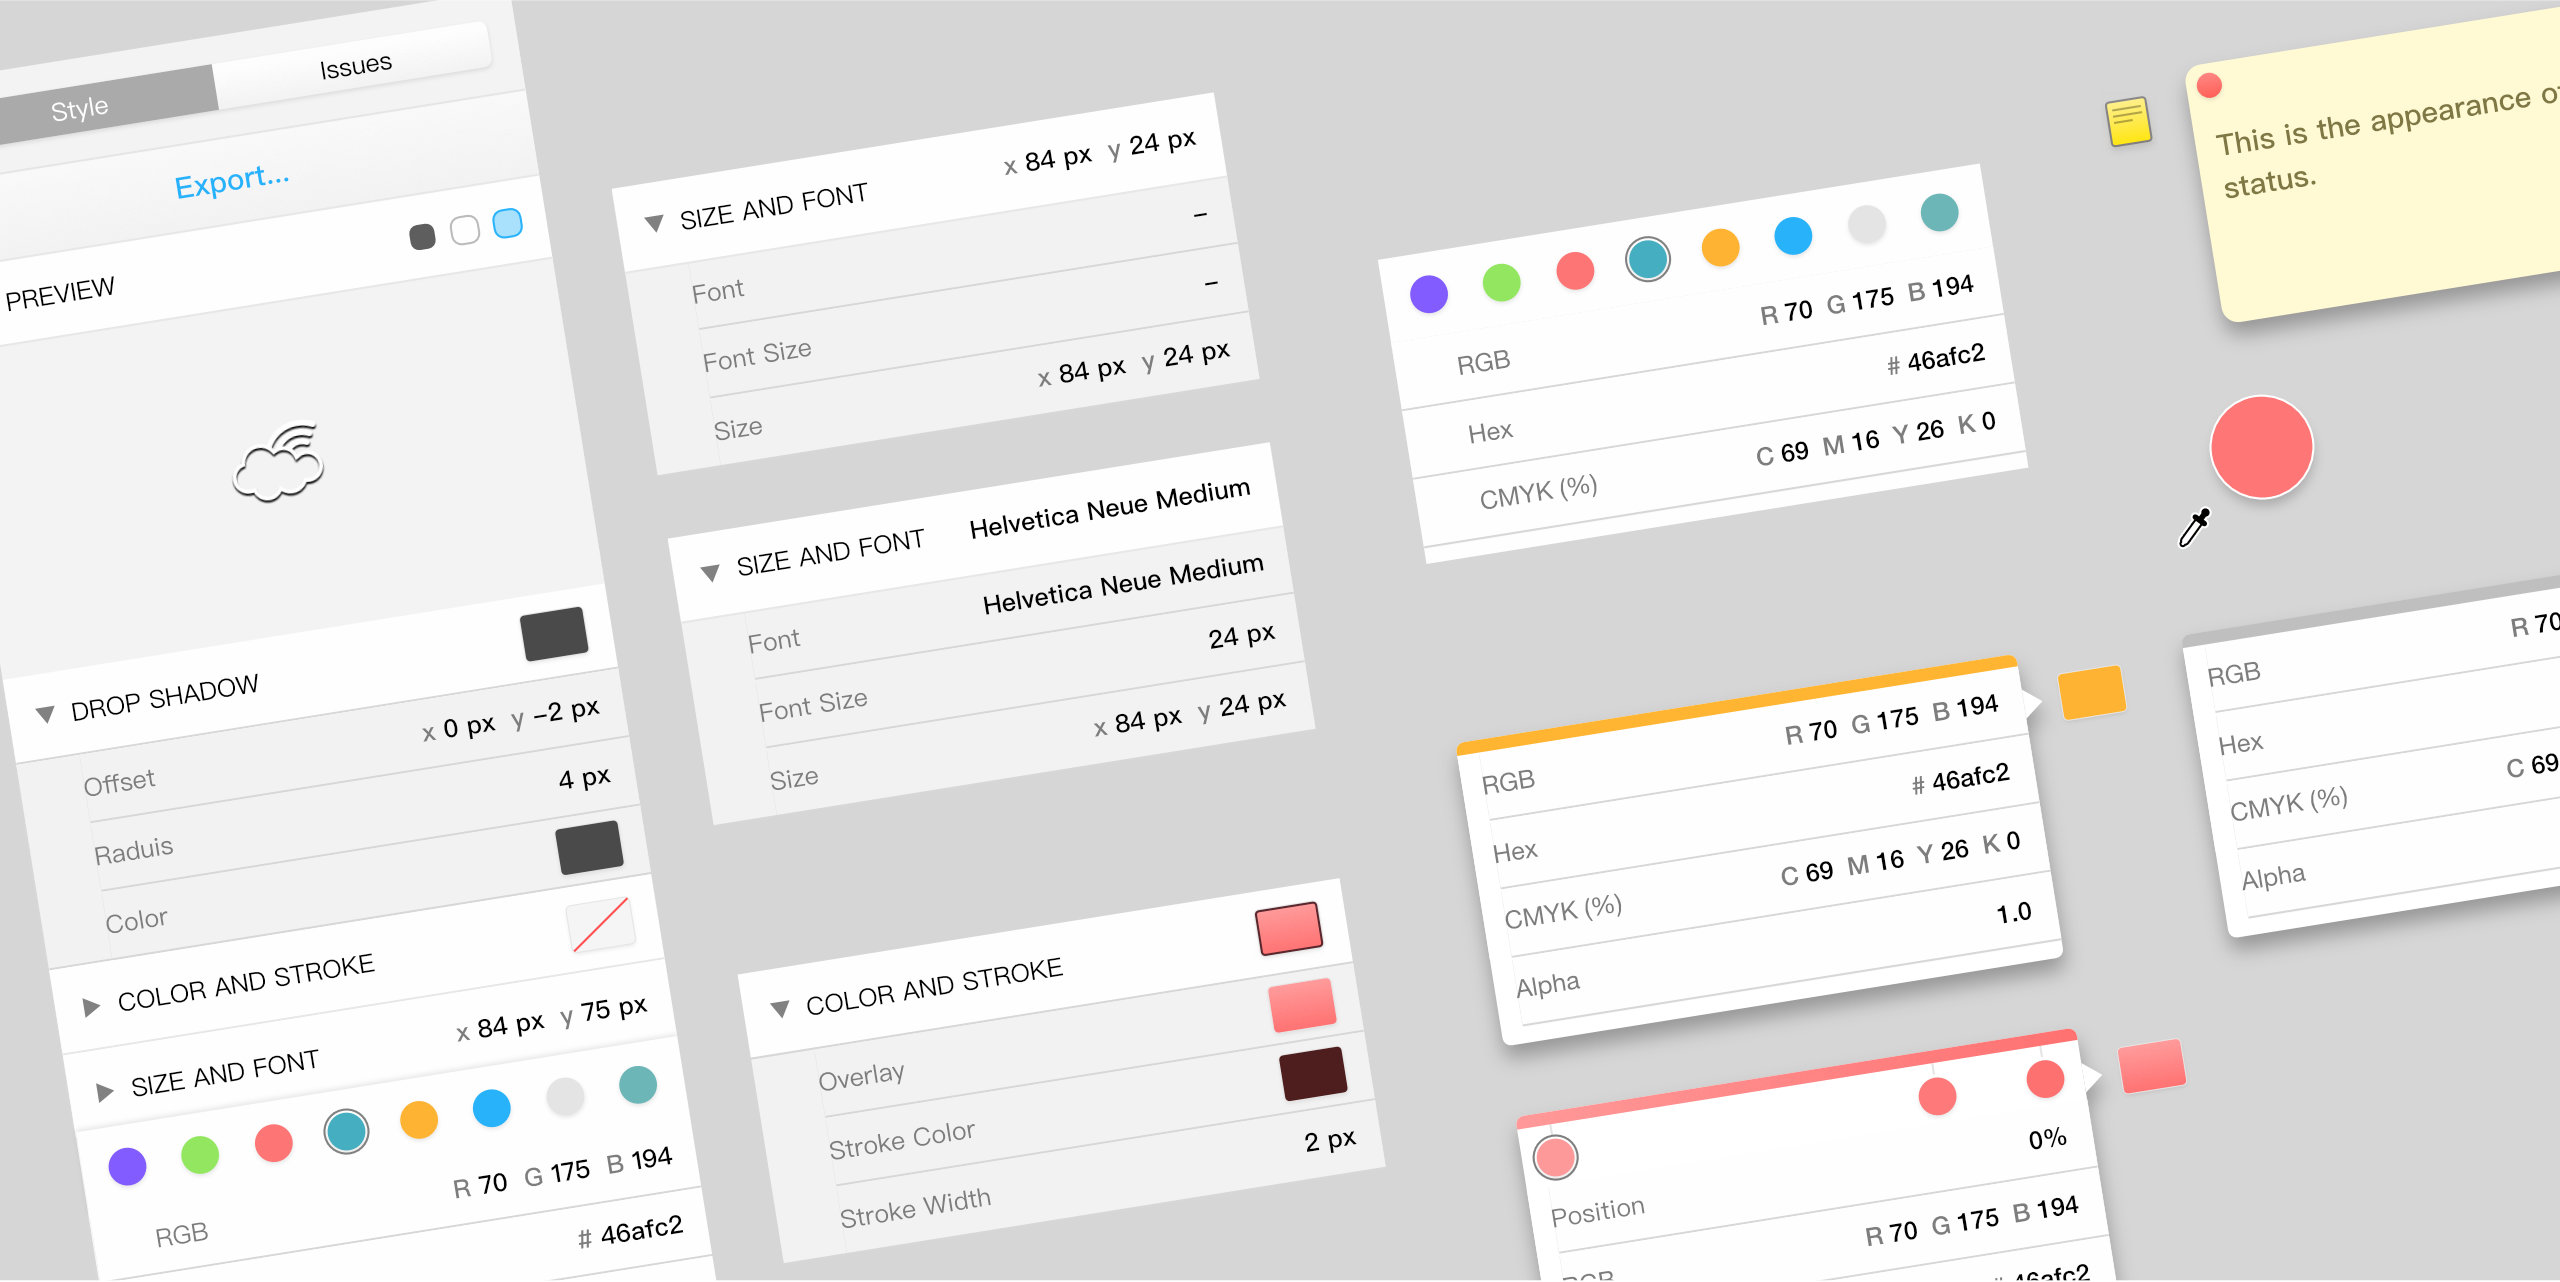 Style
Issues
Export...
PREVIEW
DROP SHADOW
x 0 px y –2 px
Offset
4 px
Raduis
Color
COLOR AND STROKE
x 84 px y 75 px
SIZE AND FONT
R 70 G 175 B 194
RGB
# 46afc2
x 84 px y 24 px
SIZE AND FONT
–
Font
–
Font Size
x 84 px y 24 px
Size
SIZE AND FONT Helvetica Neue Medium
Font Helvetica Neue Medium
24 px
Font Size
x 84 px y 24 px
Size
COLOR AND STROKE
Overlay
Stroke Color
2 px
Stroke Width
R 70 G 175 B 194
RGB
# 46afc2
Hex
C 69 M 16 Y 26 K 0
CMYK (%)
R 70 G 175 B 194
RGB
# 46afc2
Hex
C 69 M 16 Y 26 K 0
CMYK (%)
1.0
Alpha
0%
Position
R 70 G 175 B 194
RGB
# 46afc2
This is the appearance
status.
R 70
RGB
Hex
C 69
CMYK (%)
Alpha